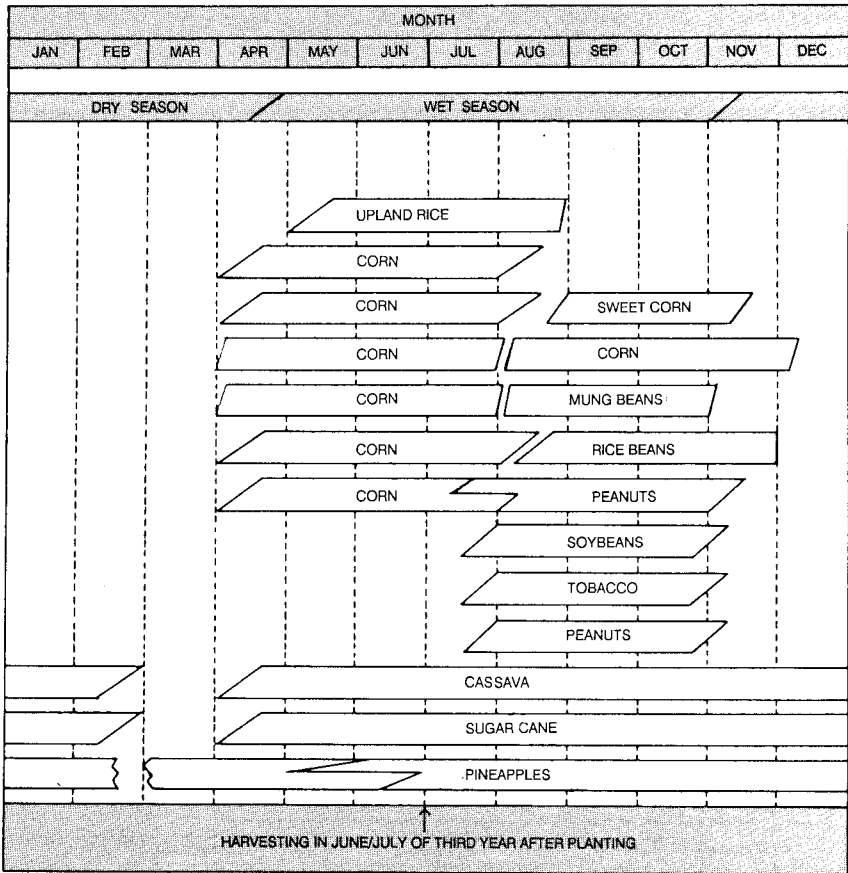 MONTH
JAN FEB MAR APR MAY JUN JUL AUG SEP OCT NOV DEC
DRY SEASON WET SEASON
UPLAND RICE
CORN
CORN SWEET CORN
CORN CORN
CORN MUNG BEANS
CORN RICE BEANS
CORN PEANUTS
SOYBEANS
TOBACCO
PEANUTS
CASSAVA
SUGAR CANE
PINEAPPLES
HARVESTING IN JUNE/JULY OF THIRD YEAR AFTER PLANTING